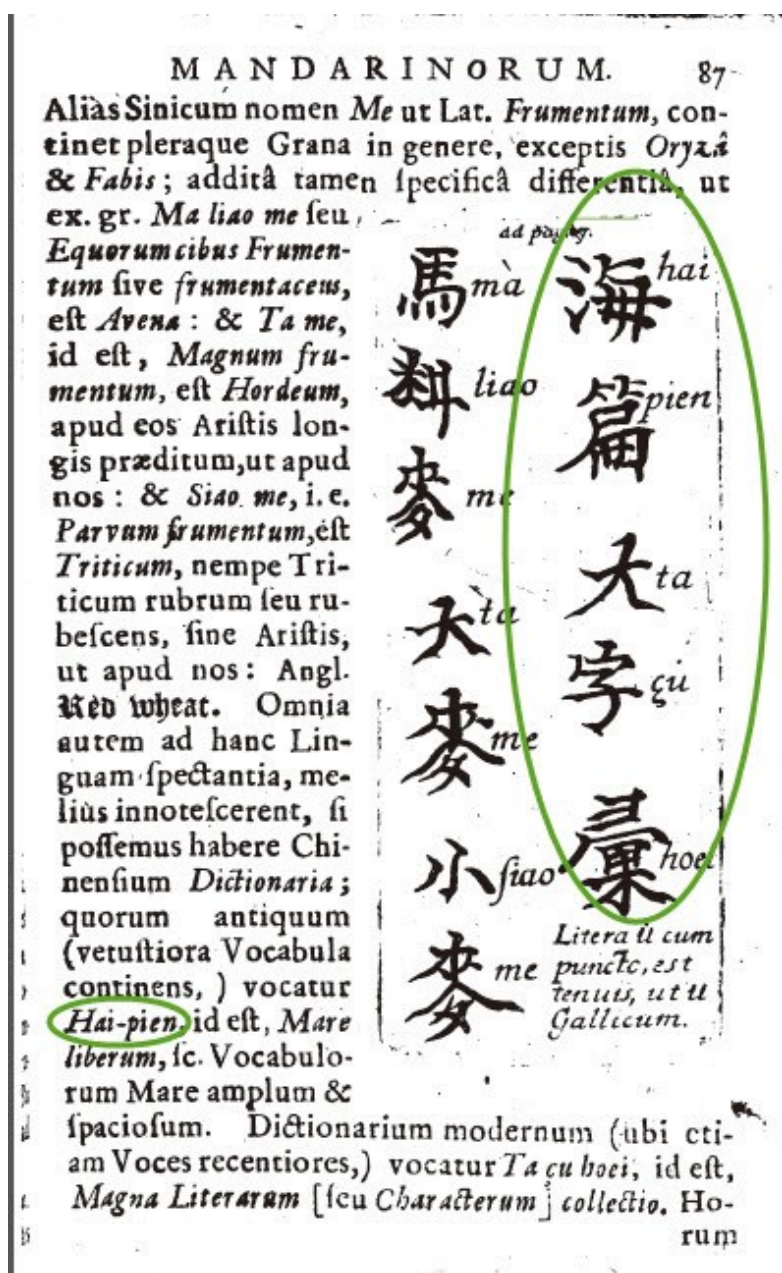 MANDARINORUM. 87
Aliàs Sinicum nomen Me ut Lat. Frumentum, con-
tinet pleraque Grana in genere, exceptis Oryzâ
& Fabis; additâ tamen ſpecificâ differentiâ, ut
ex. gr. Ma liao me ſeu
Equorum cibus Frumen-
tum ſive frumentaceus,
eſt Avena: & Ta me,
id eſt, Magnum fru-
mentum, eſt Hordeum,
apud eos Ariſtis lon-
gis præditum, ut apud
nos: & Siao me, i. e.
Parvum frumentum, eſt
Triticum, nempe Tri-
ticum rubrum ſeu ru-
beſcens, ſine Ariſtis,
ut apud nos: Angl.
Red wheat. Omnia
autem ad hanc Lin-
guam ſpectantia, me-
liùs innoteſcerent, ſi
poſſemus habere Chi-
nenſium Dictionaria;
quorum antiquum
(vetuſtiora Vocabula
continens, ) vocatur
Hai-pien, id eſt, Mare
liberum, ſc. Vocabulo-
rum Mare amplum &
ſpacioſum. Dictionarium modernum (ubi eti-
am Voces recentiores,) vocatur Ta çu hoei, id eſt,
Magna Literarum [ſeu Characterum] collectio. Ho-
rum
ad pag.
海 hai
篇 pien
大 ta
字 çü
彙 hoei
Litera ü cum
puncto, est
tenuis, ut u
Gallicum.
馬 mà
料 liao
麥 me
大 tà
麥 me
小 ſiao
麥 me